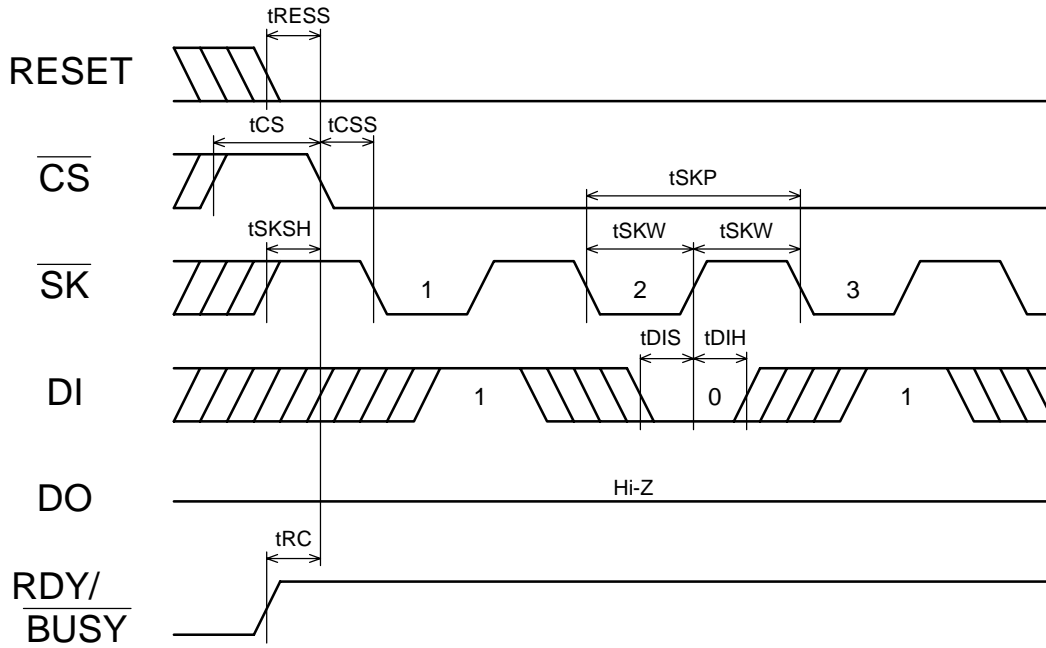 tRESS
RESET
tCS
tCSS
CS
tSKP
tSKSH
tSKW
tSKW
SK
1
2
3
tDIS
tDIH
DI
1
0
1
DO
Hi-Z
tRC
RDY/
BUSY